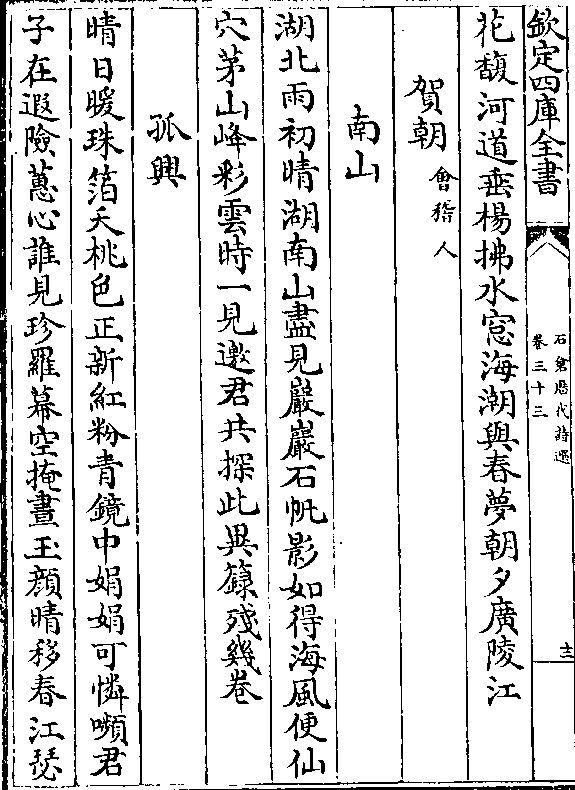 欽定四庫全書
石倉歷代詩選
卷三十三
十二
花馥河道垂楊拂水窓海潮與春夢朝夕廣陵江
賀朝會稽人
南山
湖北雨初晴湖南山盡見巖巖石帆影如得海風便仙
穴茅山峰彩雲時一見邀君共探此異籙殘幾卷
孤興
晴日暖珠箔夭桃色正新紅粉青鏡中娟娟可憐嚬君
子在遐險蕙心誰見珍羅幕空掩晝玉顔晴移春江瑟